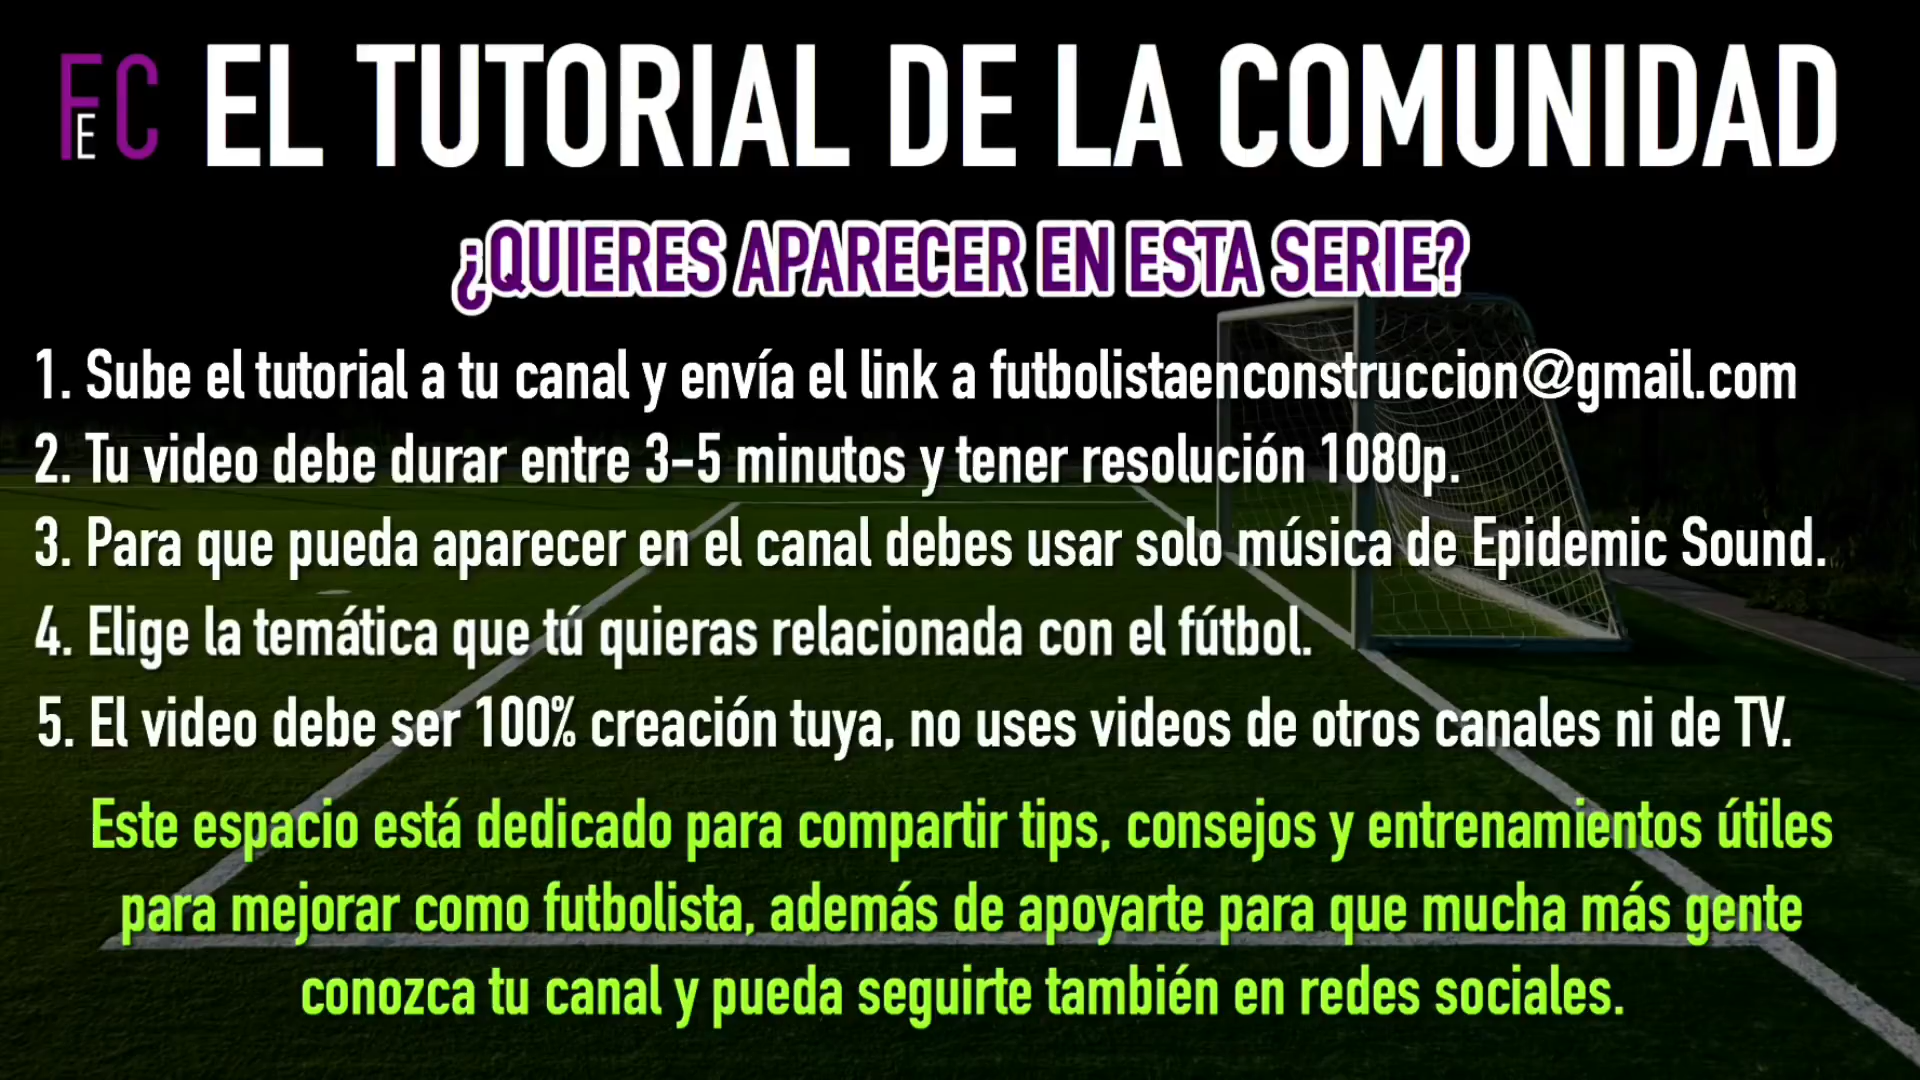 FEC EL TUTORIAL DE LA COMUNIDAD
¿QUIERES APARECER EN ESTA SERIE?
1. Sube el tutorial a tu canal y envía el link a futbolistaenconstruccion@gmail.com
2. Tu video debe durar entre 3-5 minutos y tener resolución 1080p.
3. Para que pueda aparecer en el canal debes usar solo música de Epidemic Sound.
4. Elige la temática que tú quieras relacionada con el fútbol.
5. El video debe ser 100% creación tuya, no uses videos de otros canales ni de TV.
Este espacio está dedicado para compartir tips, consejos y entrenamientos útiles
para mejorar como futbolista, además de apoyarte para que mucha más gente
conozca tu canal y pueda seguirte también en redes sociales.